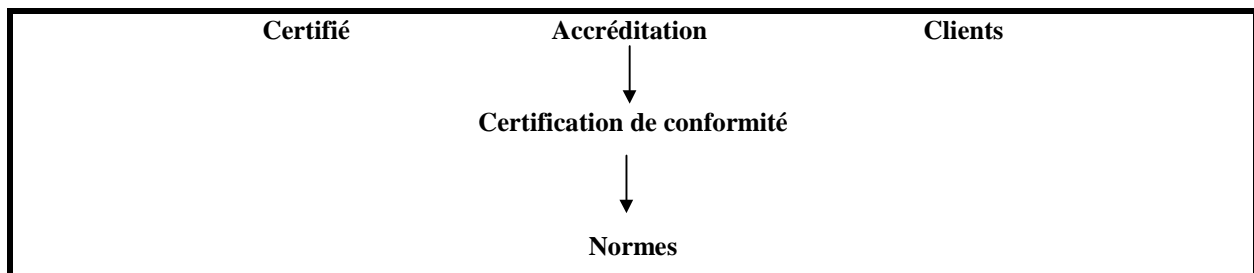 Certifié Accréditation Clients
Certification de conformité
Normes